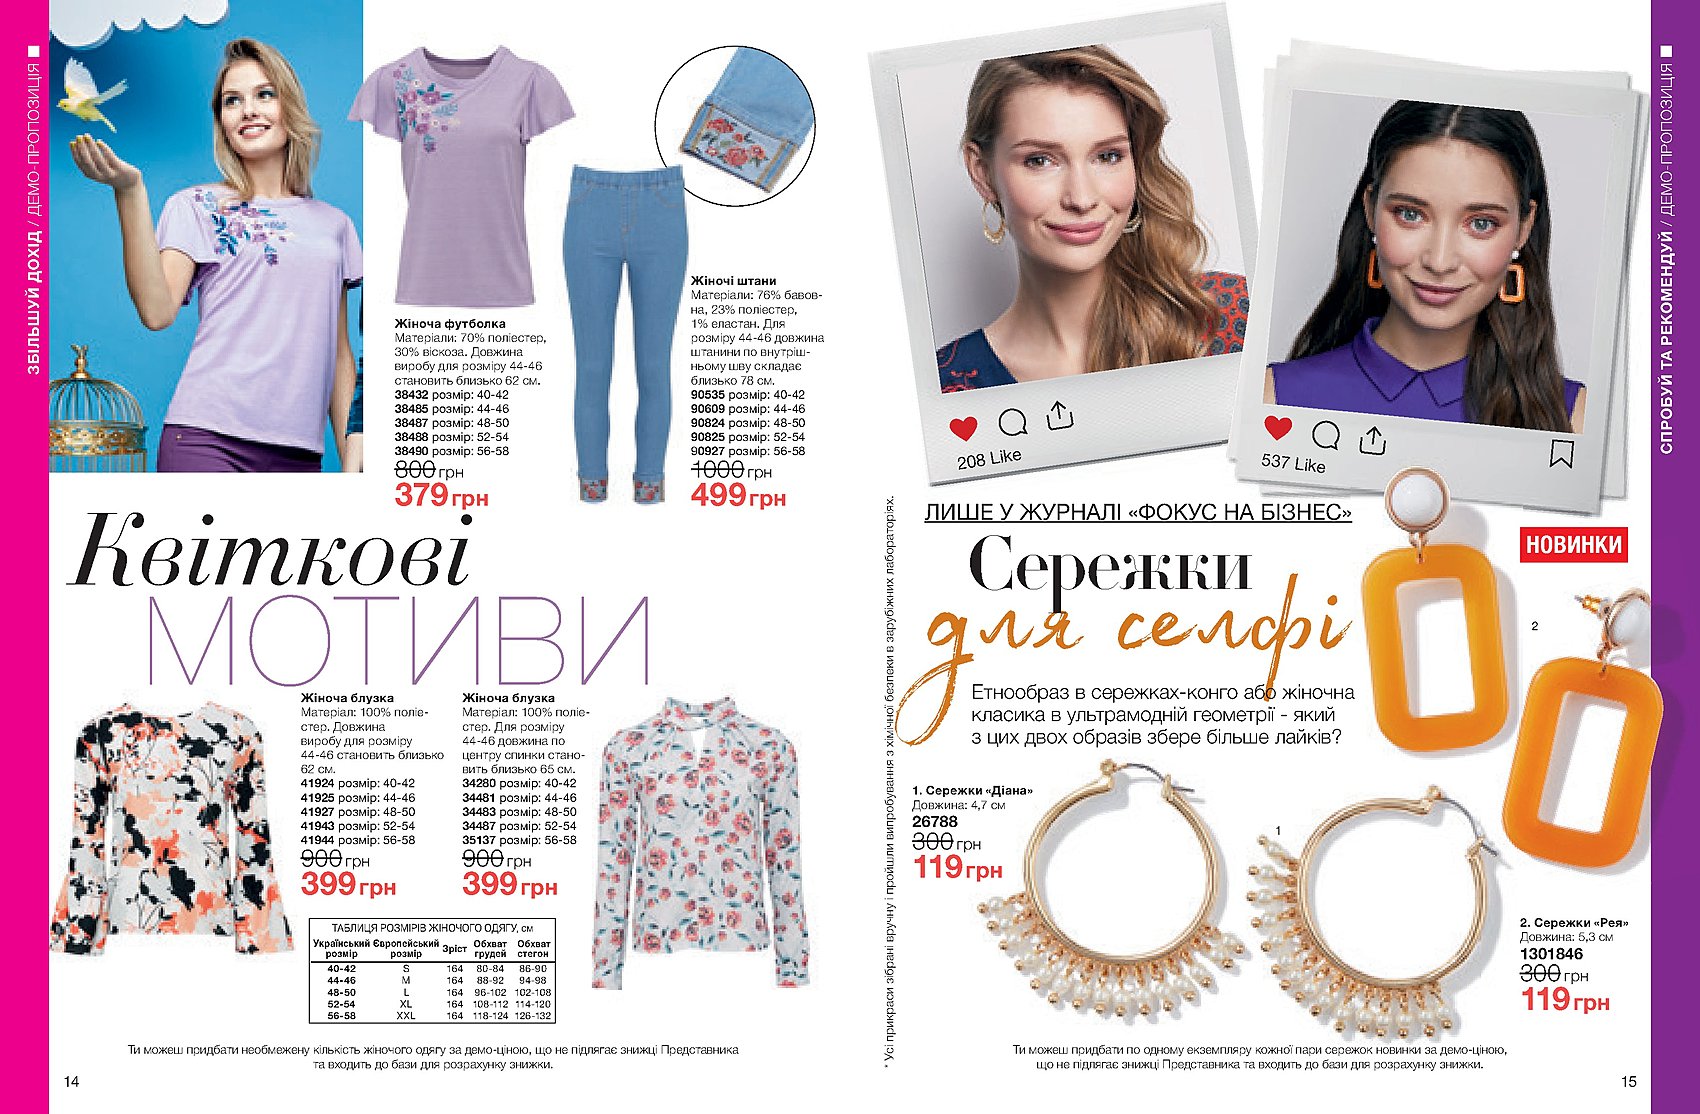 ЗБІЛЬШУЙ ДОХІД / ДЕМО-ПРОПОЗИЦІЯ
Жіноча футболка
Матеріали: 70% поліестер,
30% віскоза. Довжина
виробу для розміру 44-46
становить близько 62 см.
38432 розмір: 40-42
38485 розмір: 44-46
38487 розмір: 48-50
38488 розмір: 52-54
38490 розмір: 56-58
800 грн
379 грн
Жіночі штани
Матеріали: 76% бавов-
на, 23% поліестер,
1% еластан. Для
розміру 44-46 довжина
штанини по внутріш-
ньому шву складає
близько 78 см.
90535 розмір: 40-42
90609 розмір: 44-46
90824 розмір: 48-50
90825 розмір: 52-54
90927 розмір: 56-58
1000 грн
499 грн
Квіткові
МОТИВИ
Жіноча блузка
Матеріал: 100% поліе-
стер. Довжина
виробу для розміру
44-46 становить близько
62 см.
41924 розмір: 40-42
41925 розмір: 44-46
41927 розмір: 48-50
41943 розмір: 52-54
41944 розмір: 56-58
900 грн
399 грн
Жіноча блузка
Матеріал: 100% поліе-
стер. Для розміру
44-46 довжина по
центру спинки стано-
вить близько 65 см.
34280 розмір: 40-42
34481 розмір: 44-46
34483 розмір: 48-50
34487 розмір: 52-54
35137 розмір: 56-58
900 грн
399 грн
ТАБЛИЦЯ РОЗМІРІВ ЖІНОЧОГО ОДЯГУ, см
Український розмір Європейський розмір Зріст Обхват грудей Обхват стегон
40-42 S 164 80-84 86-90
44-46 M 164 88-92 94-98
48-50 L 164 96-102 102-108
52-54 XL 164 108-112 114-120
56-58 XXL 164 118-124 126-132
Ти можеш придбати необмежену кількість жіночого одягу за демо-ціною, що не підлягає знижці Представника
та входить до бази для розрахунку знижки.
14
208 Like
537 Like
ЛИШЕ У ЖУРНАЛІ «ФОКУС НА БІЗНЕС»
Сережки
для селфі
НОВИНКИ
Етнообраз в сережках-конго або жіночна
класика в ультрамодній геометрії - який
з цих двох образів збере більше лайків?
1. Сережки «Діана»
Довжина: 4,7 см
26788
300 грн
119 грн
1
2
2. Сережки «Рея»
Довжина: 5,3 см
1301846
300 грн
119 грн
* Усі прикраси зібрані вручну і пройшли випробування з хімічної безпеки в зарубіжних лабораторіях.
Ти можеш придбати по одному екземпляру кожної пари сережок новинки за демо-ціною,
що не підлягає знижці Представника та входить до бази для розрахунку знижки.
15
СПРОБУЙ ТА РЕКОМЕНДУЙ / ДЕМО-ПРОПОЗИЦІЯ